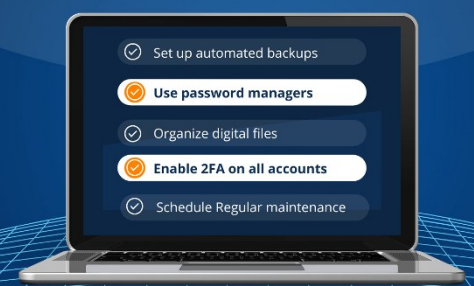 Set up automated backups
Use password managers
Organize digital files
Enable 2FA on all accounts
Schedule Regular maintenance